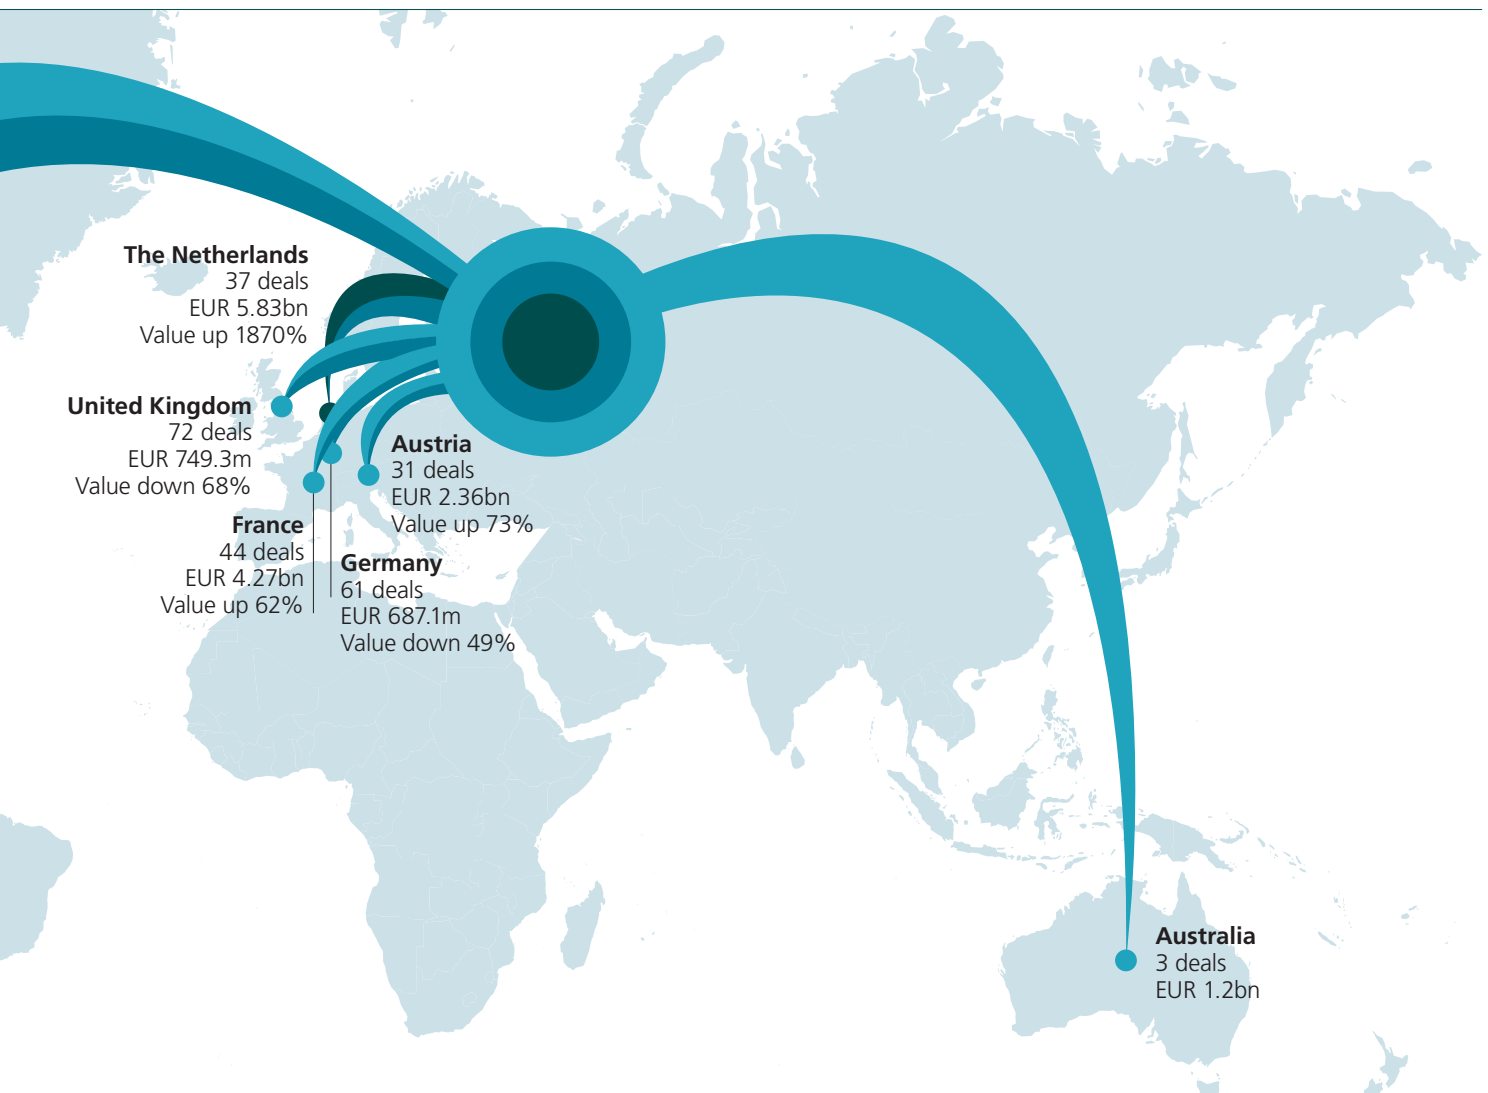 The Netherlands
37 deals
EUR 5.83bn
Value up 1870%
United Kingdom
72 deals
EUR 749.3m
Value down 68%
Austria
31 deals
EUR 2.36bn
Value up 73%
France
44 deals
EUR 4.27bn
Value up 62%
Germany
61 deals
EUR 687.1m
Value down 49%
Australia
3 deals
EUR 1.2bn